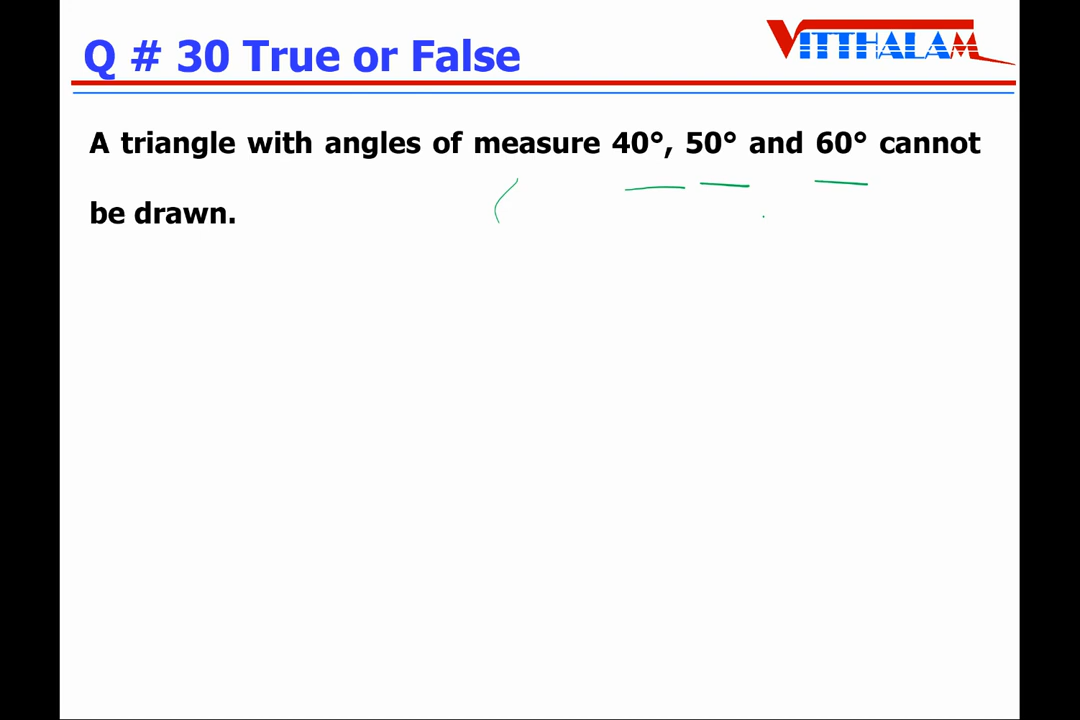 Q # 30 True or False
VITTHALAM
A triangle with angles of measure 40°, 50° and 60° cannot
be drawn.